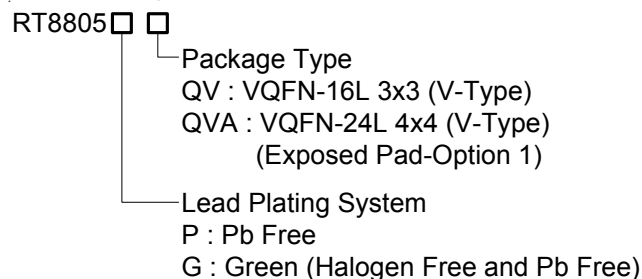 RT8805□ □
Package Type
QV : VQFN-16L 3x3 (V-Type)
QVA : VQFN-24L 4x4 (V-Type)
(Exposed Pad-Option 1)
Lead Plating System
P : Pb Free
G : Green (Halogen Free and Pb Free)